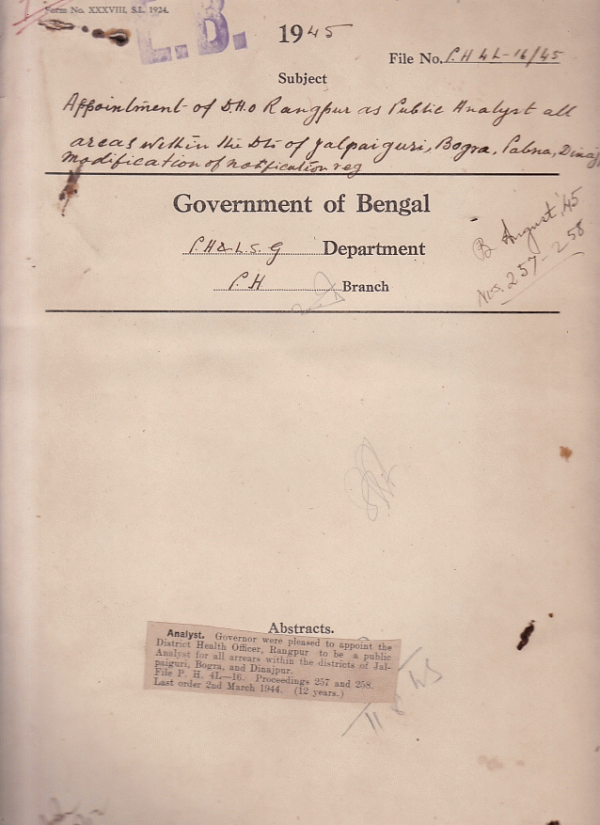 Form No. XXXVIII, S.L. 1924.
E.B.
1945
File No. P.H 4L-16/45
Subject
Appointment of D.H.O Rangpur as Public Analyst all
areas within the Dts of Jalpaiguri, Bogra, Pabna, Dinaj
modification of notification reg
Government of Bengal
P.H & L.S.G Department
P.H Branch
B August '45
Nos. 257-258
Abstracts.
Analyst. Governor were pleased to appoint the
District Health Officer, Rangpur to be a public
Analyst for all arrears within the districts of Jal-
paiguri, Bogra, and Dinajpur.
File P. H. 4L—16. Proceedings 257 and 258.
Last order 2nd March 1944. (12 years.)